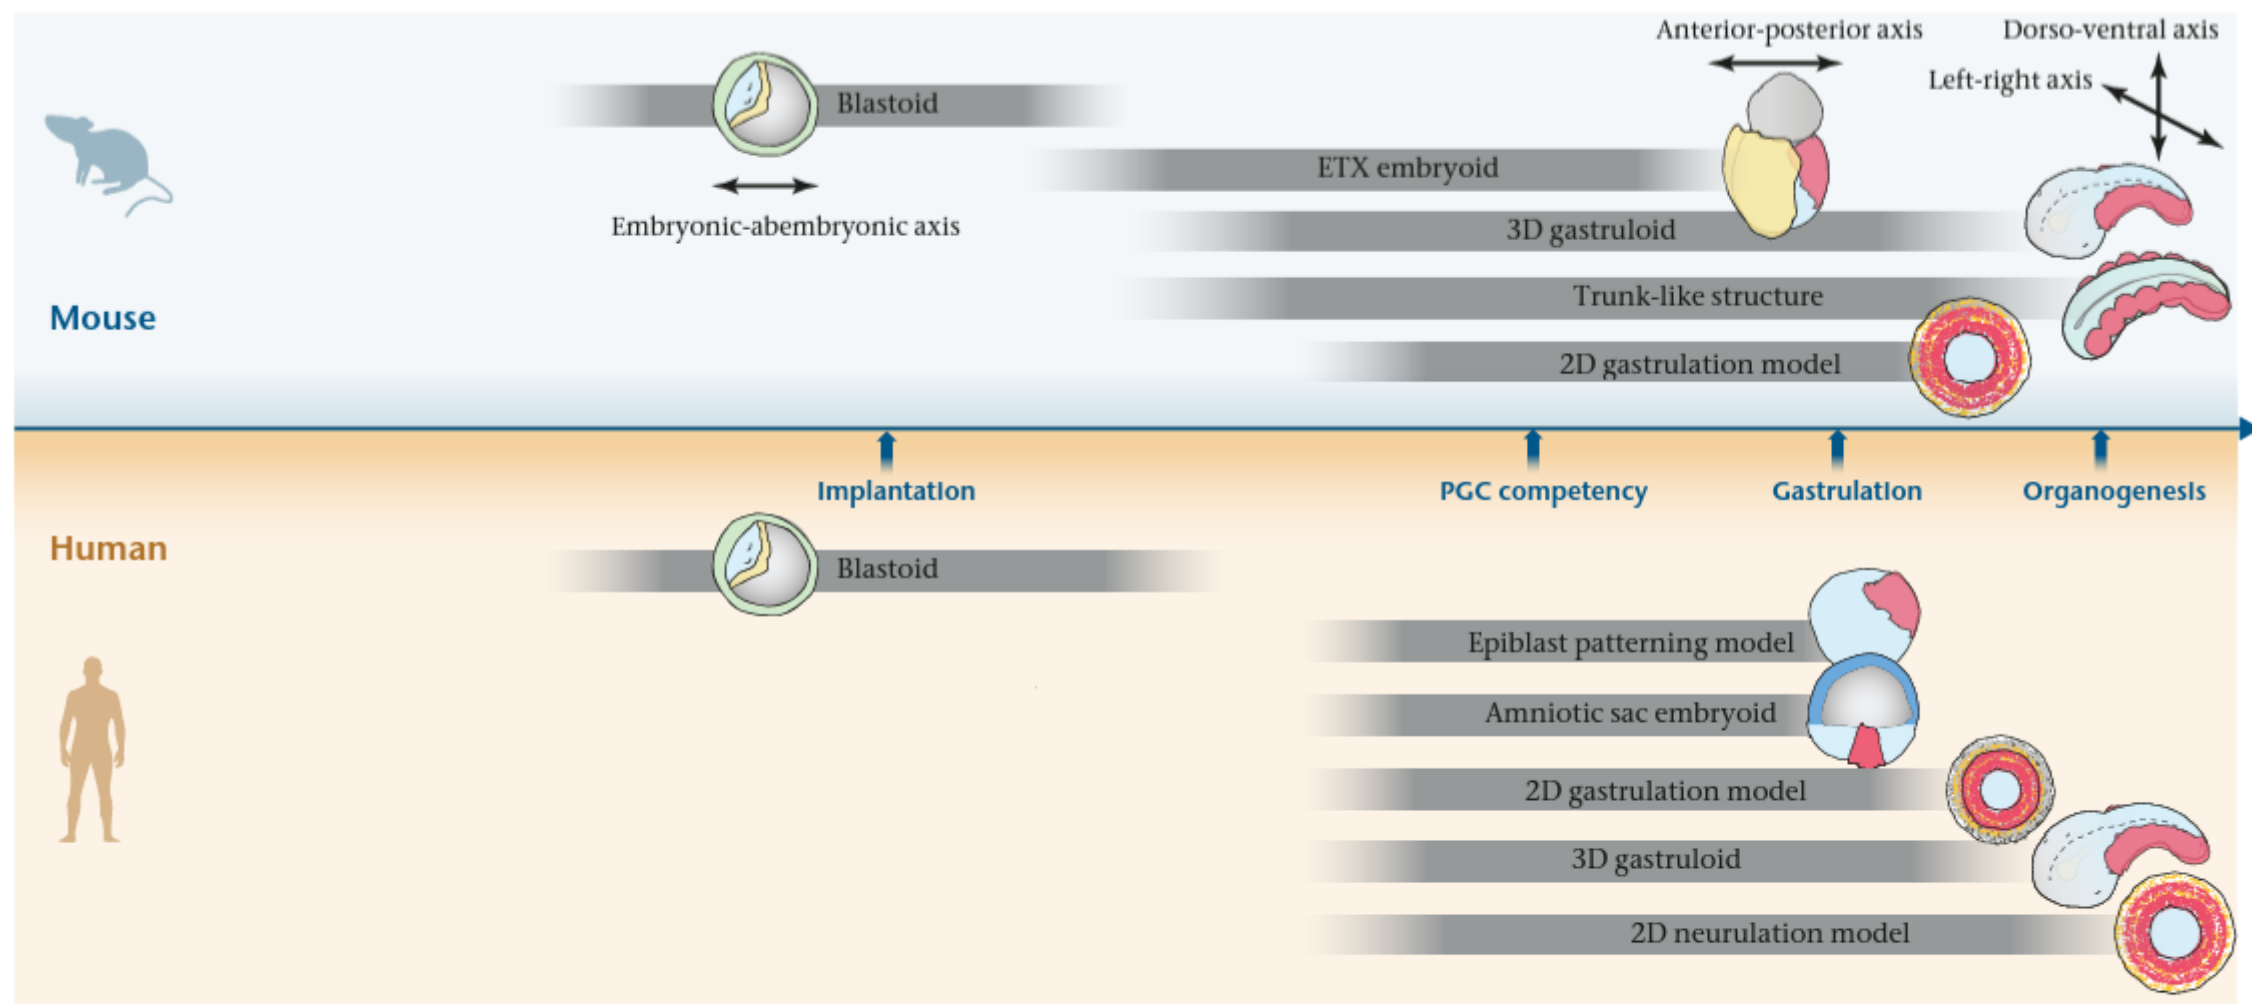 Anterior-posterior axis
Dorso-ventral axis
Left-right axis
Blastoid
Embryonic-abembryonic axis
ETX embryoid
3D gastruloid
Trunk-like structure
Mouse
2D gastrulation model
Implantation
PGC competency
Gastrulation
Organogenesis
Human
Blastoid
Epiblast patterning model
Amniotic sac embryoid
2D gastrulation model
3D gastruloid
2D neurulation model